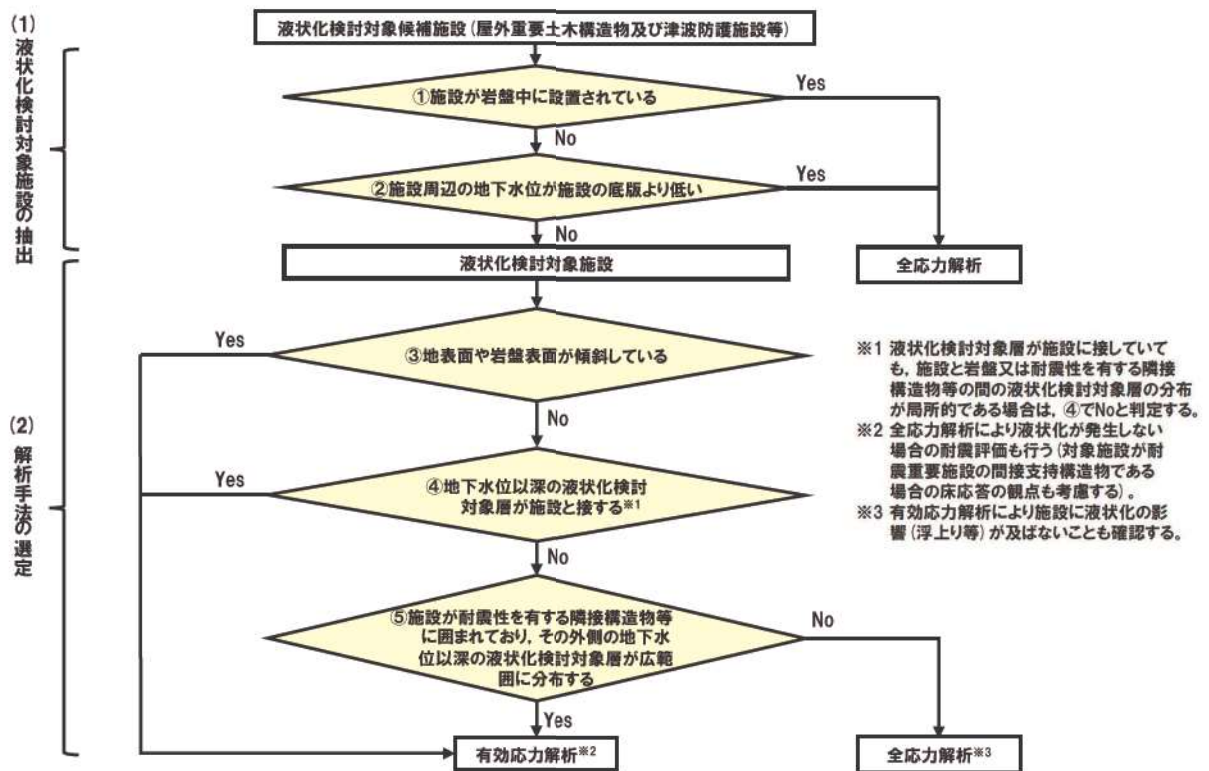 (1)
液状化検討対象施設の抽出
液状化検討対象候補施設(屋外重要土木構造物及び津波防護施設等)
①施設が岩盤中に設置されている
Yes
No
②施設周辺の地下水位が施設の底版より低い
Yes
No
液状化検討対象施設
全応力解析
(2)
解析手法の選定
③地表面や岩盤表面が傾斜している
Yes
No
④地下水位以深の液状化検討
対象層が施設と接する※1
Yes
No
⑤施設が耐震性を有する隣接構造物等
に囲まれており，その外側の地下水
位以深の液状化検討対象層が広範
囲に分布する
No
Yes
有効応力解析※2
全応力解析※3
※1 液状化検討対象層が施設に接していて
も，施設と岩盤又は耐震性を有する隣接
構造物等の間の液状化検討対象層の分布
が局所的である場合は，④でNoと判定する。
※2 全応力解析により液状化が発生しない
場合の耐震評価も行う(対象施設が耐
震重要施設の間接支持構造物である
場合の床応答の観点も考慮する)。
※3 有効応力解析により施設に液状化の影
響(浮上り等)が及ばないことも確認する。